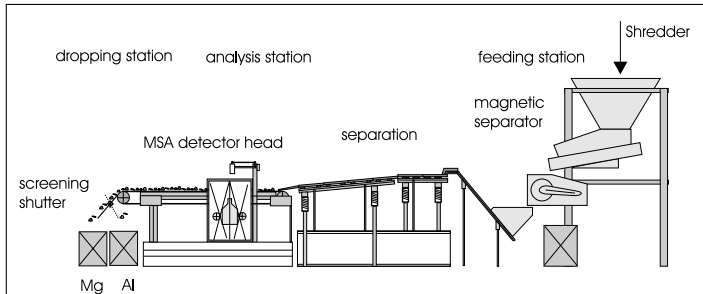 Shredder
dropping station
analysis station
feeding station
magnetic
separator
MSA detector head
separation
screening
shutter
Mg
Al